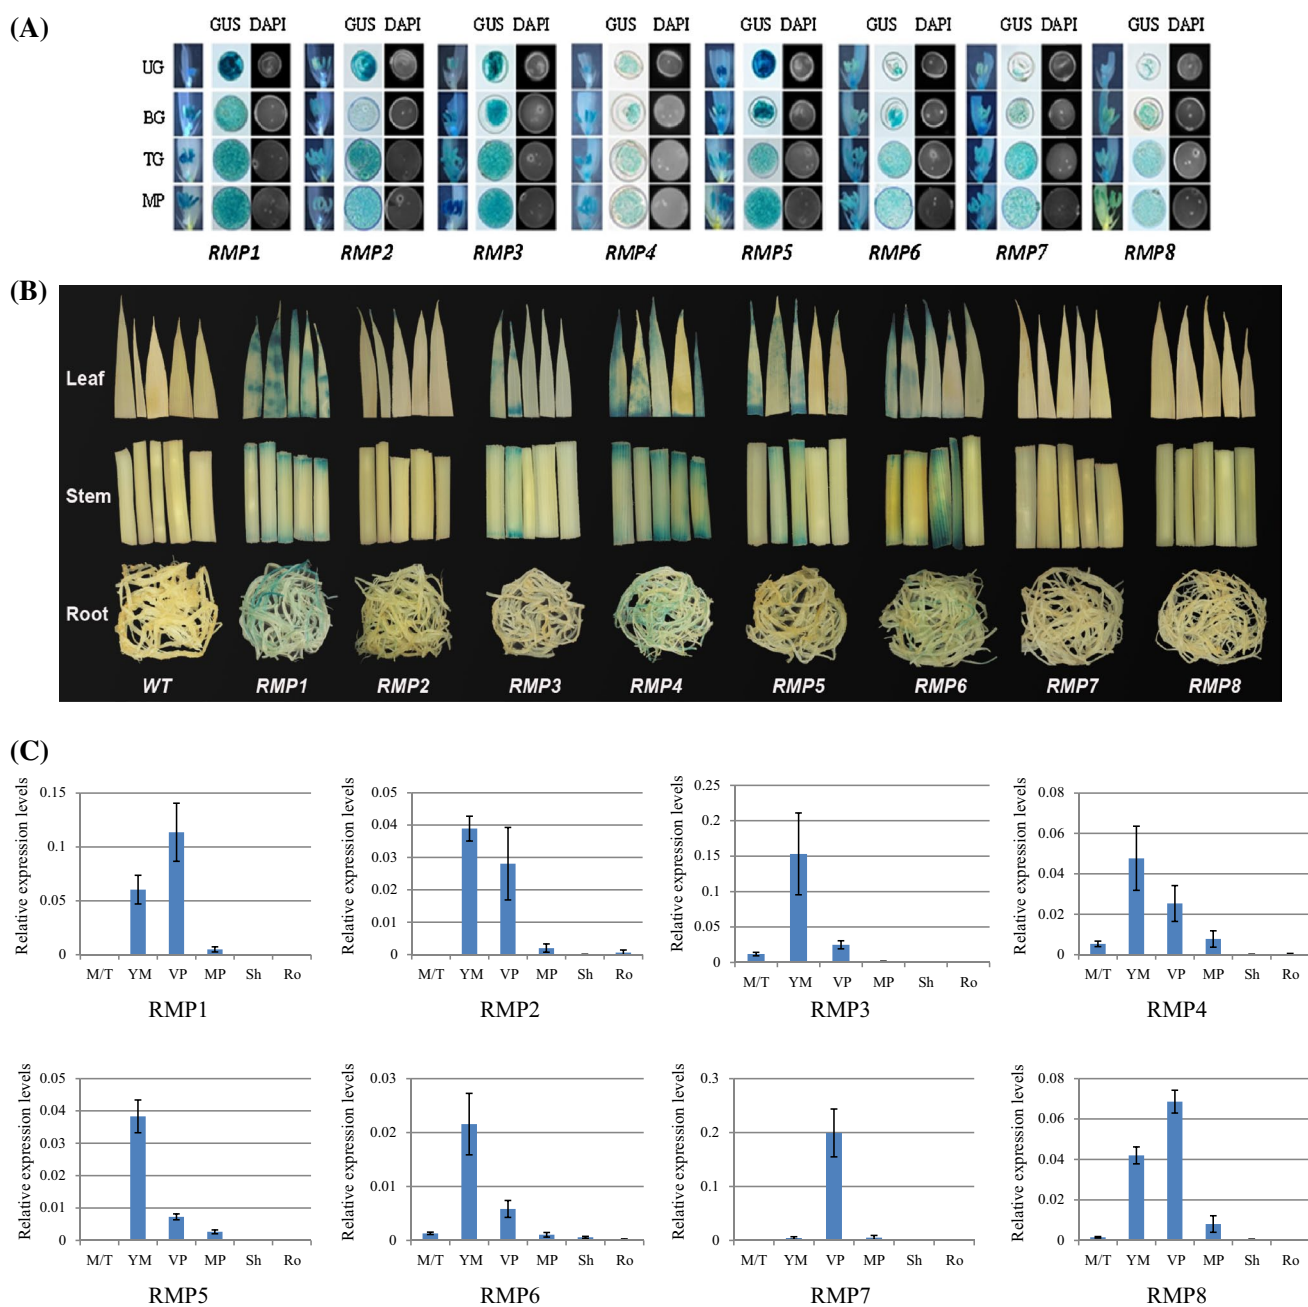 (A)
GUS DAPI GUS DAPI GUS DAPI GUS DAPI GUS DAPI GUS DAPI GUS DAPI GUS DAPI
UG
BG
TG
MP
RMP1 RMP2 RMP3 RMP4 RMP5 RMP6 RMP7 RMP8
(B)
Leaf
Stem
Root
WT RMP1 RMP2 RMP3 RMP4 RMP5 RMP6 RMP7 RMP8
(C)
Relative expression levels
0.15
0.1
0.05
0
M/T YM VP MP Sh Ro
RMP1
Relative expression levels
0.05
0.04
0.03
0.02
0.01
0
M/T YM VP MP Sh Ro
RMP2
Relative expression levels
0.25
0.2
0.15
0.1
0.05
0
M/T YM VP MP Sh Ro
RMP3
Relative expression levels
0.08
0.06
0.04
0.02
0
M/T YM VP MP Sh Ro
RMP4
Relative expression levels
0.05
0.04
0.03
0.02
0.01
0
M/T YM VP MP Sh Ro
RMP5
Relative expression levels
0.03
0.02
0.01
0
M/T YM VP MP Sh Ro
RMP6
Relative expression levels
0.3
0.2
0.1
0
M/T YM VP MP Sh Ro
RMP7
Relative expression levels
0.08
0.06
0.04
0.02
0
M/T YM VP MP Sh Ro
RMP8